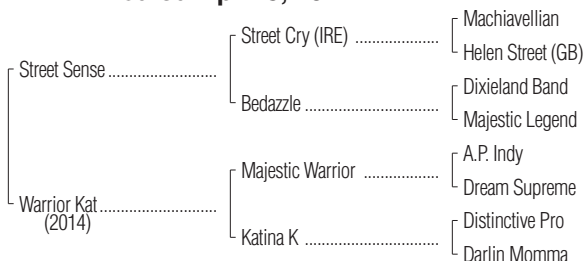 Street Cry (IRE)
Machiavellian
Helen Street (GB)
Street Sense
Bedazzle
Dixieland Band
Majestic Legend
Majestic Warrior
A.P. Indy
Dream Supreme
Warrior Kat
(2014)
Katina K
Distinctive Pro
Darlin Momma